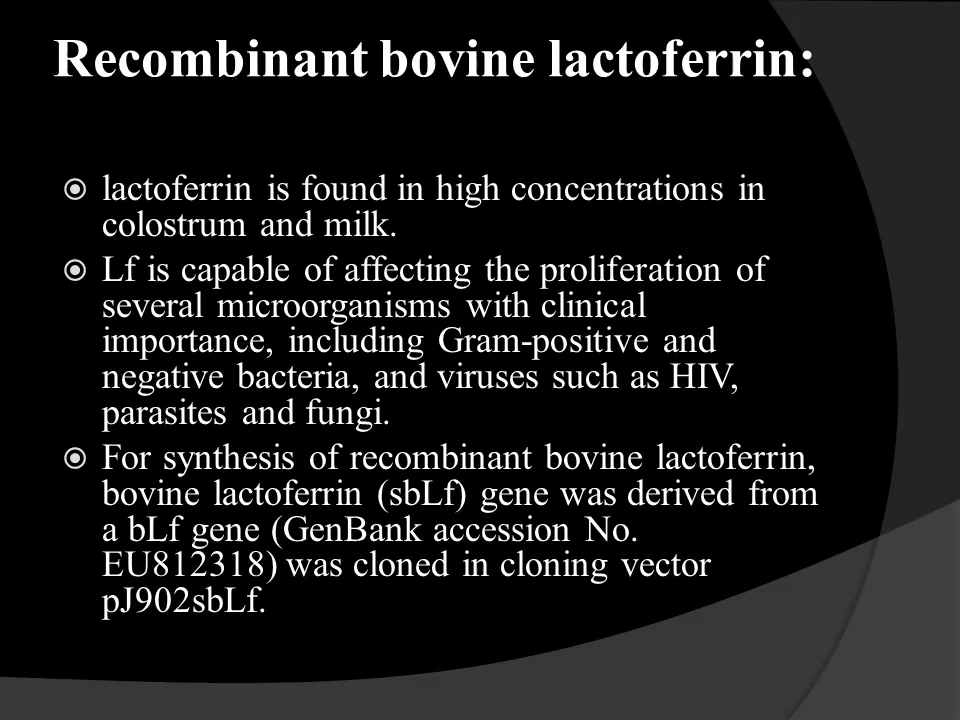 Recombinant bovine lactoferrin:
lactoferrin is found in high concentrations in
colostrum and milk.
Lf is capable of affecting the proliferation of
several microorganisms with clinical
importance, including Gram-positive and
negative bacteria, and viruses such as HIV,
parasites and fungi.
For synthesis of recombinant bovine lactoferrin,
bovine lactoferrin (sbLf) gene was derived from
a bLf gene (GenBank accession No.
EU812318) was cloned in cloning vector
pJ902sbLf.